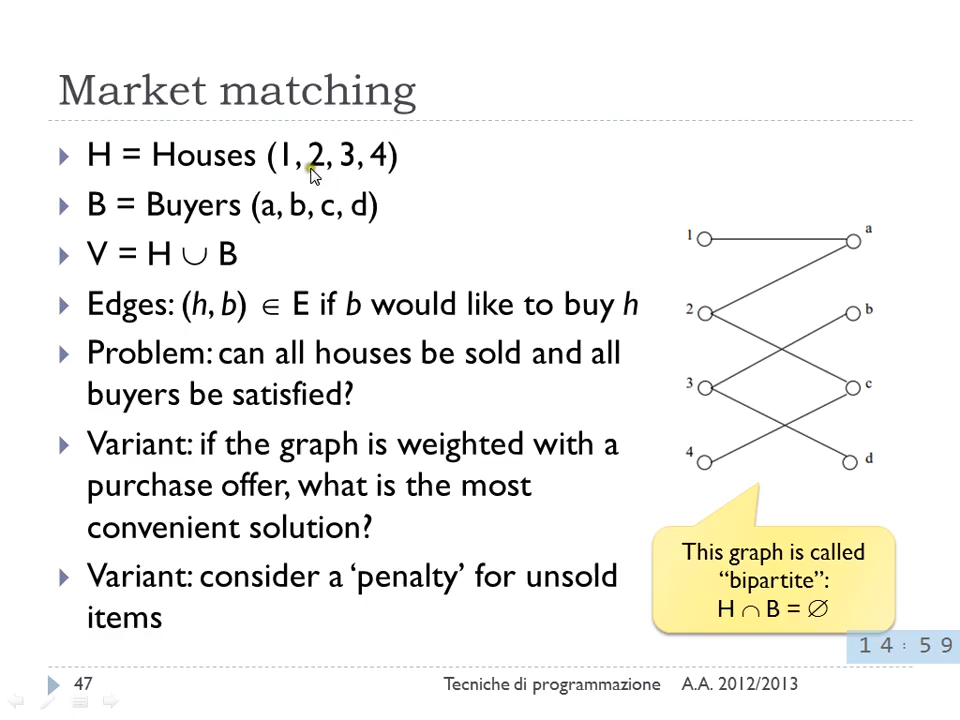 Market matching
H = Houses (1, 2, 3, 4)
B = Buyers (a, b, c, d)
V = H ∪ B
Edges: (h, b) ∈ E if b would like to buy h
Problem: can all houses be sold and all
buyers be satisfied?
Variant: if the graph is weighted with a
purchase offer, what is the most
convenient solution?
Variant: consider a ‘penalty’ for unsold
items
1
a
2
b
3
c
4
d
This graph is called
“bipartite”:
H ∩ B = ∅
14:59
47
Tecniche di programmazione A.A. 2012/2013